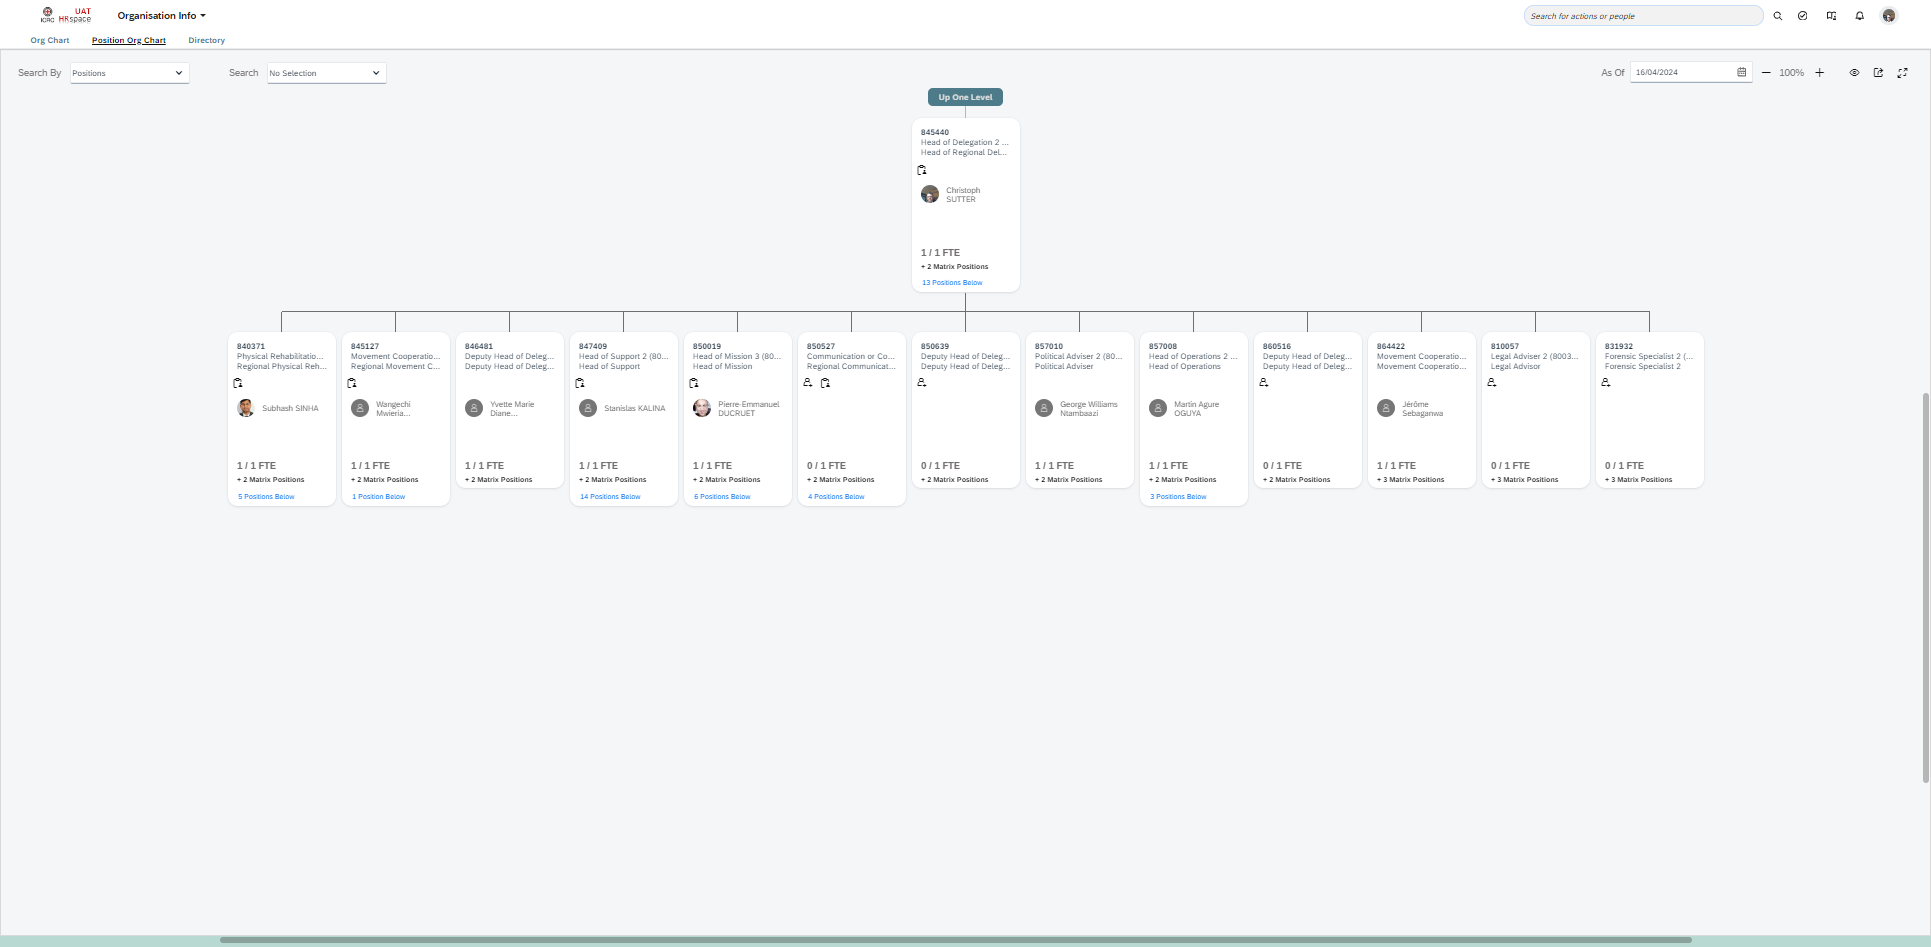 ICRC
UAT
HRspace
Organisation Info
Search for actions or people
Org Chart
Position Org Chart
Directory
Search By
Positions
Search
No Selection
As Of
16/04/2024
100%
Up One Level
845440
Head of Delegation 2 ...
Head of Regional Del...
Christoph
SUTTER
1 / 1 FTE
+ 2 Matrix Positions
13 Positions Below
840371
Physical Rehabilitatio...
Regional Physical Reh...
Subhash SINHA
1 / 1 FTE
+ 2 Matrix Positions
5 Positions Below
845127
Movement Cooperatio...
Regional Movement C...
Wangechi
Mwieria...
1 / 1 FTE
+ 2 Matrix Positions
1 Position Below
846481
Deputy Head of Deleg...
Deputy Head of Deleg...
Yvette Marie
Diane...
1 / 1 FTE
+ 2 Matrix Positions
847409
Head of Support 2 (80...
Head of Support
Stanislas KALINA
1 / 1 FTE
+ 2 Matrix Positions
14 Positions Below
850019
Head of Mission 3 (80...
Head of Mission
Pierre-Emmanuel
DUCRUET
1 / 1 FTE
+ 2 Matrix Positions
6 Positions Below
850527
Communication or Co...
Regional Communicat...
0 / 1 FTE
+ 2 Matrix Positions
4 Positions Below
850639
Deputy Head of Deleg...
Deputy Head of Deleg...
0 / 1 FTE
+ 2 Matrix Positions
857010
Political Adviser 2 (80...
Political Adviser
George Williams
Ntambaazi
1 / 1 FTE
+ 2 Matrix Positions
857008
Head of Operations 2 ...
Head of Operations
Martin Agure
OGUYA
1 / 1 FTE
+ 2 Matrix Positions
3 Positions Below
860516
Deputy Head of Deleg...
Deputy Head of Deleg...
0 / 1 FTE
+ 2 Matrix Positions
864422
Movement Cooperatio...
Movement Cooperatio...
Jérôme
Sebaganwa
1 / 1 FTE
+ 3 Matrix Positions
810057
Legal Adviser 2 (8003...
Legal Advisor
0 / 1 FTE
+ 3 Matrix Positions
831932
Forensic Specialist 2 (...
Forensic Specialist 2
0 / 1 FTE
+ 3 Matrix Positions